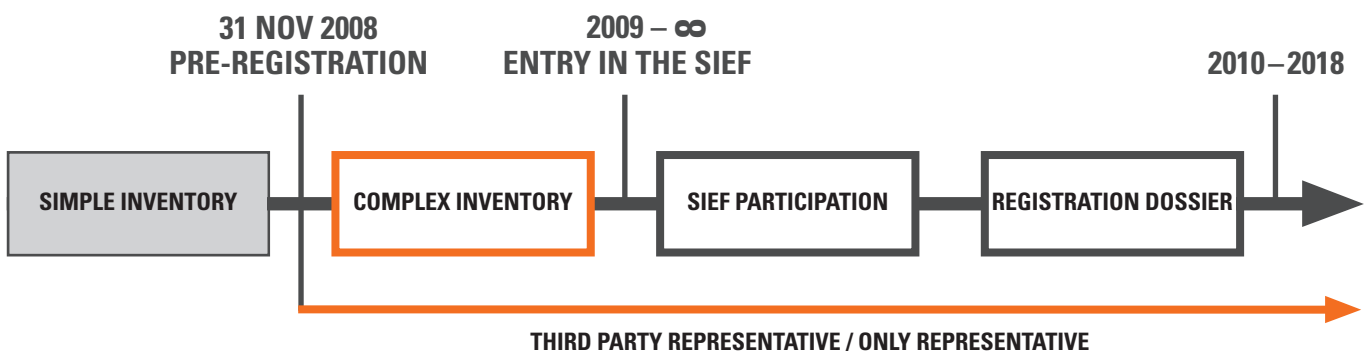 31 NOV 2008
PRE-REGISTRATION
2009 – ∞
ENTRY IN THE SIEF
2010–2018
SIMPLE INVENTORY
COMPLEX INVENTORY
SIEF PARTICIPATION
REGISTRATION DOSSIER
THIRD PARTY REPRESENTATIVE / ONLY REPRESENTATIVE